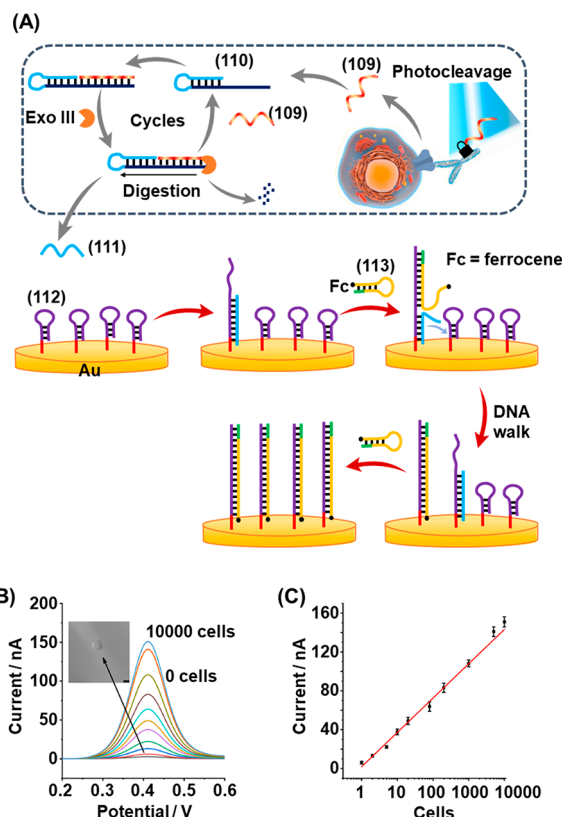 (A)
(110)
(109)
Photocleavage
Exo III
Cycles
(109)
Digestion
(111)
(112)
Fc
(113)
Fc = ferrocene
Au
DNA
walk
B)
(C)
200
150
100
50
0
10000 cells
0 cells
Current / nA
0.2 0.3 0.4 0.5 0.6
Potential / V
160
120
80
40
0
Current / nA
1 10 100 1000 10000
Cells